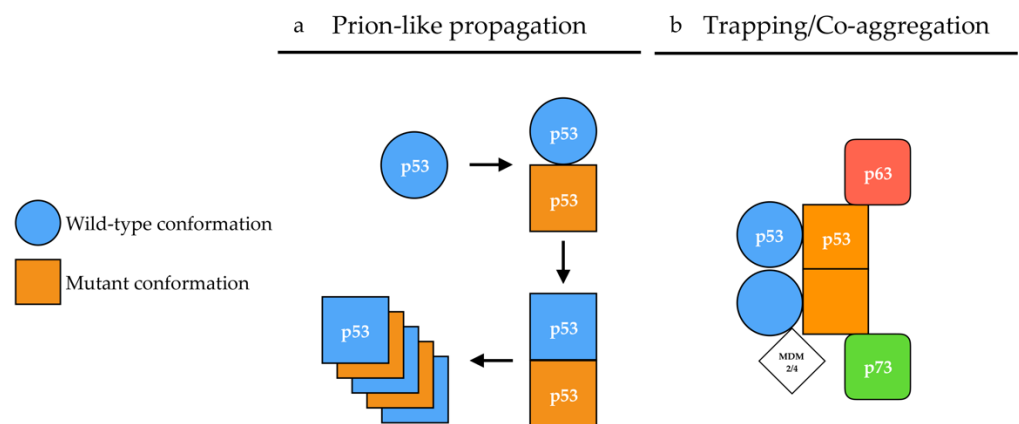 a Prion-like propagation
b Trapping/Co-aggregation
Wild-type conformation
Mutant conformation
p53
p53
p53
p53
p53
p53
p63
p53
p53
MDM
2/4
p73